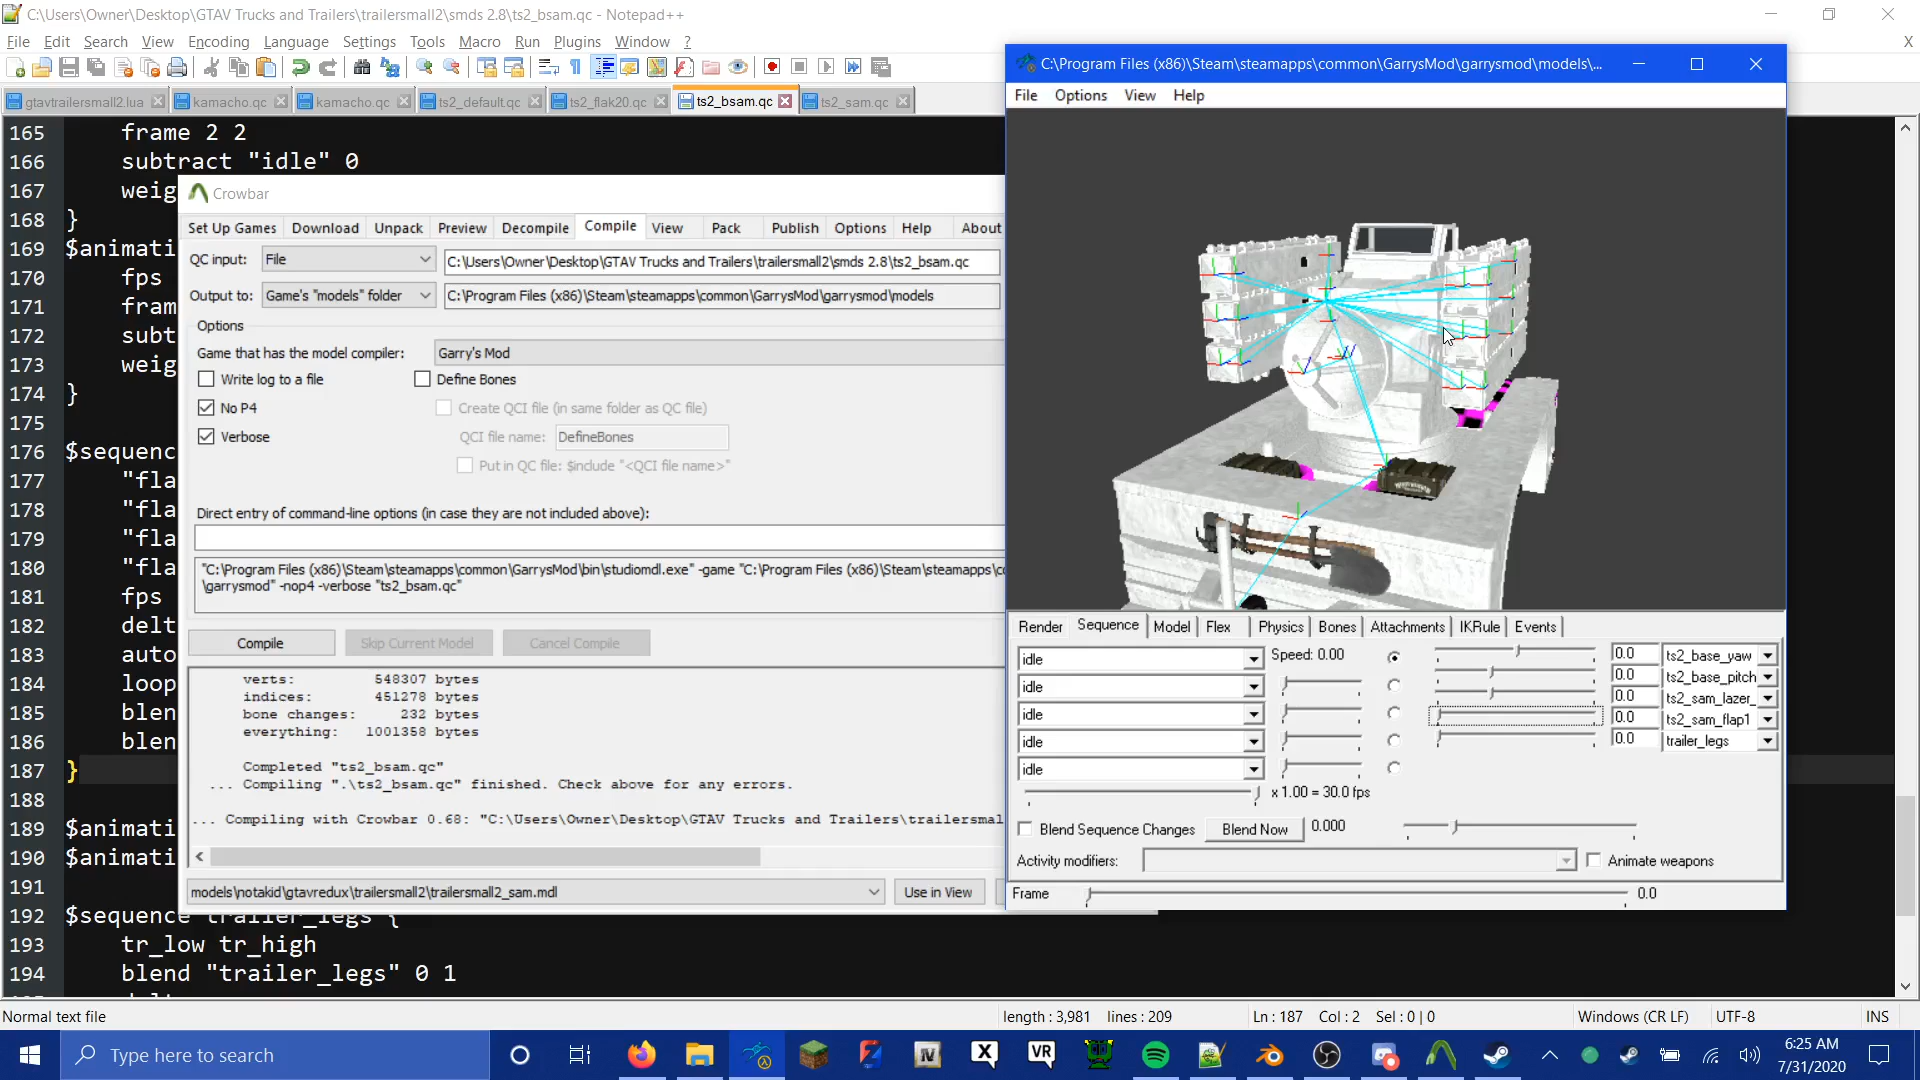 C:\Users\Owner\Desktop\GTAV Trucks and Trailers\trailersmall2\smds 2.8\ts2_bsam.qc - Notepad++
File Edit Search View Encoding Language Settings Tools Macro Run Plugins Window ? X
gtavtrailersmall2.lua kamacho.qc kamacho.qc ts2_default.qc ts2_flak20.qc ts2_bsam.qc ts2_sam.qc
165 frame 2 2
166 subtract "idle" 0
167 weig
168 }
169 $animati
170 fps
171 fram
172 subt
173 weig
174 }
175
176 $sequenc
177 "fla
178 "fla
179 "fla
180 "fla
181 fps
182 delt
183 auto
184 loop
185 blen
186 blen
187 }
188
189 $animati
190 $animati
191
192 $sequence trailer_legs {
193 tr_low tr_high
194 blend "trailer_legs" 0 1
Crowbar
Set Up Games Download Unpack Preview Decompile Compile View Pack Publish Options Help About
QC input: File C:\Users\Owner\Desktop\GTAV Trucks and Trailers\trailersmall2\smds 2.8\ts2_bsam.qc
Output to: Game's "models" folder C:\Program Files (x86)\Steam\steamapps\common\GarrysMod\garrysmod\models
Options
Game that has the model compiler: Garry's Mod
Write log to a file Define Bones
No P4 Create QCI file (in same folder as QC file)
Verbose QCI file name: DefineBones
Put in QC file: $include "<QCI file name>"
Direct entry of command-line options (in case they are not included above):
"C:\Program Files (x86)\Steam\steamapps\common\GarrysMod\bin\studiomdl.exe" -game "C:\Program Files (x86)\Steam\steamapps\co
\garrysmod" -nop4 -verbose "ts2_bsam.qc"
Compile Skip Current Model Cancel Compile
verts: 548307 bytes
indices: 451278 bytes
bone changes: 232 bytes
everything: 1001358 bytes
Completed "ts2_bsam.qc"
... Compiling ".\ts2_bsam.qc" finished. Check above for any errors.
... Compiling with Crowbar 0.68: "C:\Users\Owner\Desktop\GTAV Trucks and Trailers\trailersmal
models\notakid\gtavredux\trailersmall2\trailersmall2_sam.mdl Use in View
C:\Program Files (x86)\Steam\steamapps\common\GarrysMod\garrysmod\models\...
File Options View Help
Render Sequence Model Flex Physics Bones Attachments IKRule Events
idle Speed: 0.00 0.0 ts2_base_yaw
idle 0.0 ts2_base_pitch
idle 0.0 ts2_sam_lazer_
idle 0.0 ts2_sam_flap1
idle 0.0 trailer_legs
x 1.00 = 30.0 fps
Blend Sequence Changes Blend Now 0.000
Activity modifiers: Animate weapons
Frame 0.0
Normal text file length : 3,981 lines : 209 Ln : 187 Col : 2 Sel : 0 | 0 Windows (CR LF) UTF-8 INS
Type here to search
IV X VR
6:25 AM
7/31/2020